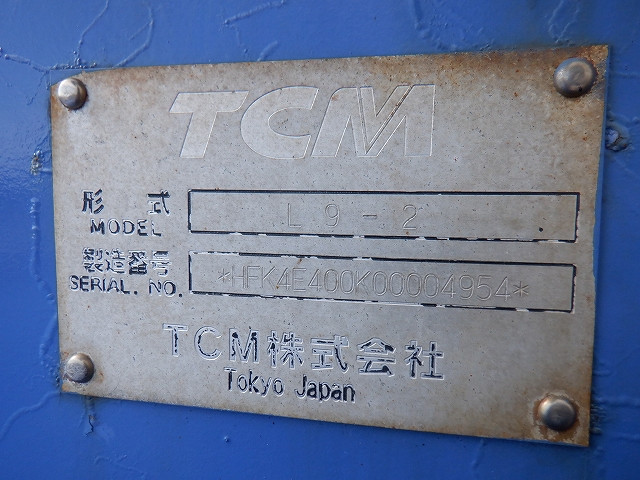 TCM
形式 L9-2
MODEL
製造番号 *HFK4E400K00004954*
SERIAL. NO.
TCM株式会社
Tokyo Japan